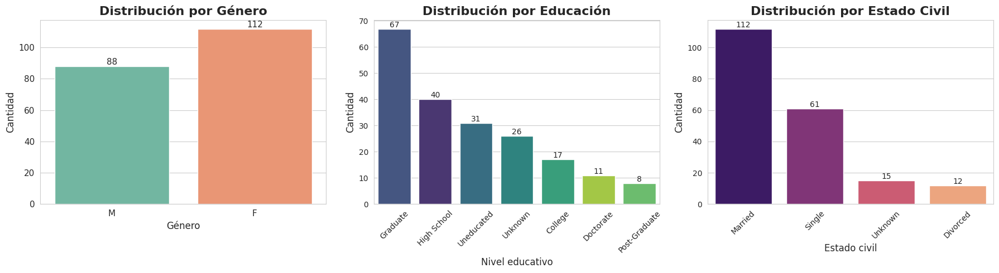 Distribución por Género
Cantidad
100
80
60
40
20
0
88
112
M
F
Género
Distribución por Educación
Cantidad
70
60
50
40
30
20
10
0
67
40
31
26
17
11
8
Graduate
High School
Uneducated
Unknown
College
Doctorate
Post-Graduate
Nivel educativo
Distribución por Estado Civil
Cantidad
100
80
60
40
20
0
112
61
15
12
Married
Single
Unknown
Divorced
Estado civil